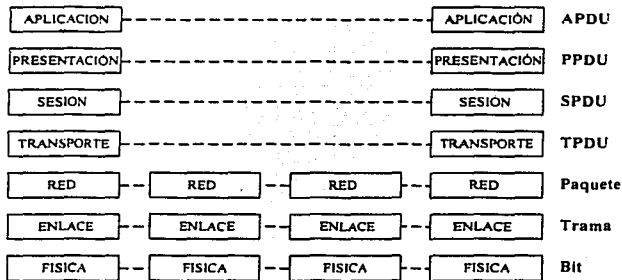 APLICACION APLICACIÓN APDU
PRESENTACIÓN PRESENTACIÓN PPDU
SESION SESIÓN SPDU
TRANSPORTE TRANSPORTE TPDU
RED RED RED RED Paquete
ENLACE ENLACE ENLACE ENLACE Trama
FISICA FISICA FISICA FISICA Bit